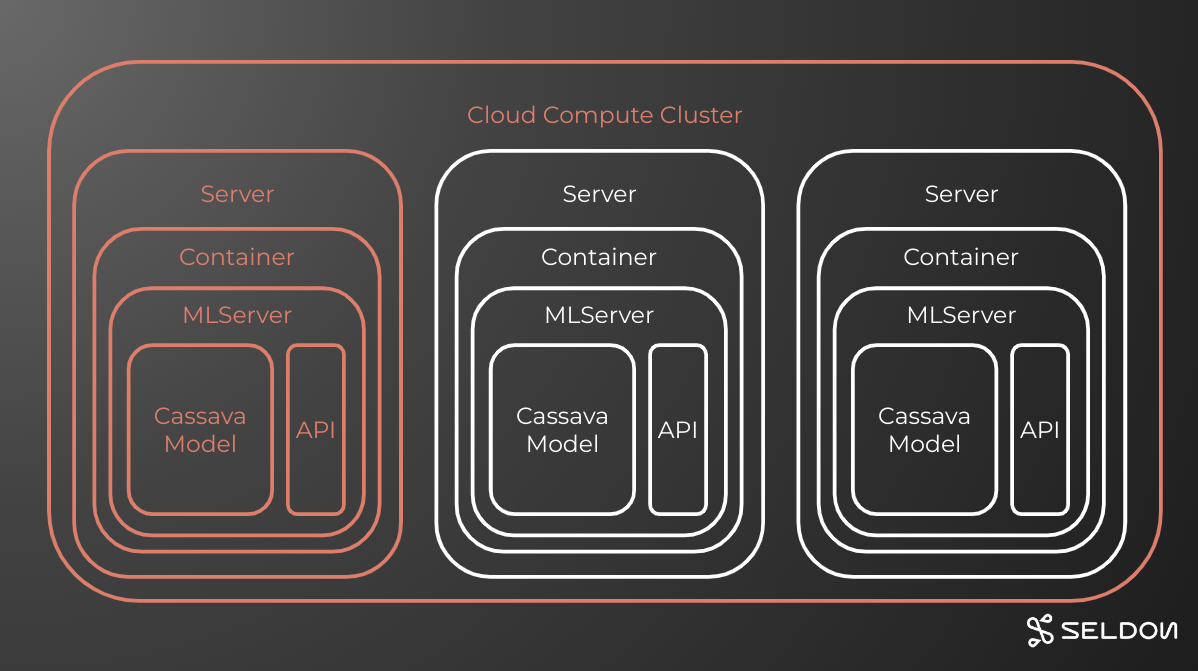 Cloud Compute Cluster
Server
Container
MLServer
Cassava
Model
API
Server
Container
MLServer
Cassava
Model
API
Server
Container
MLServer
Cassava
Model
API
SELDON